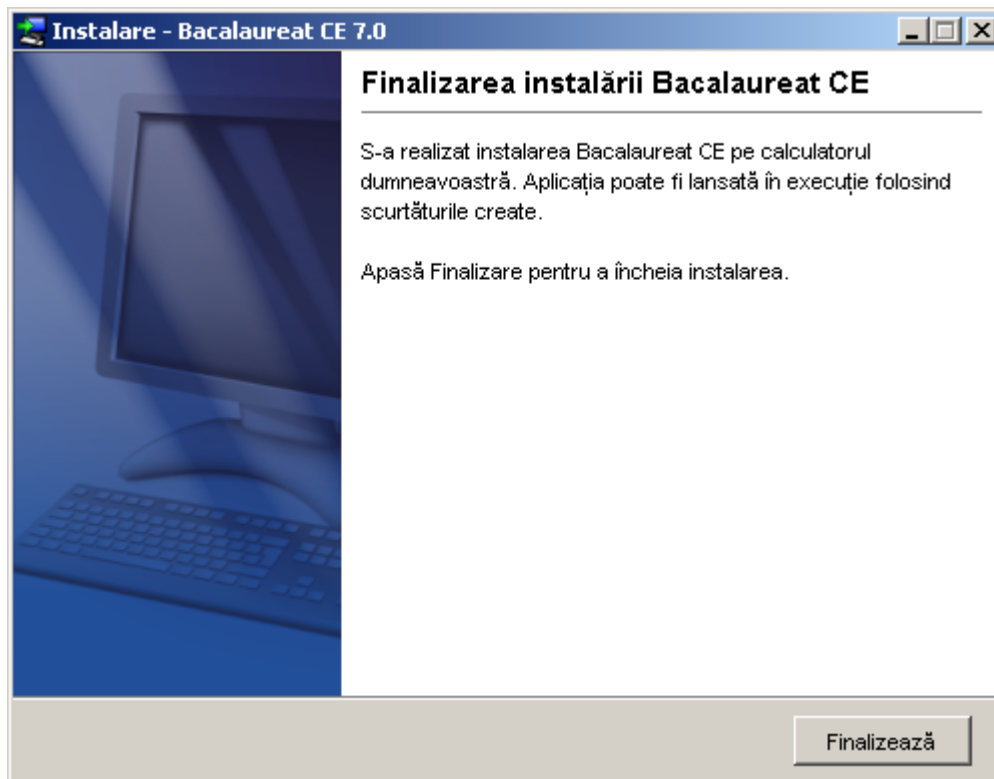 Instalare - Bacalaureat CE 7.0
Finalizarea instalării Bacalaureat CE
S-a realizat instalarea Bacalaureat CE pe calculatorul
dumneavoastră. Aplicația poate fi lansată în execuție folosind
scurtăturile create.
Apasă Finalizare pentru a încheia instalarea.
Finalizează